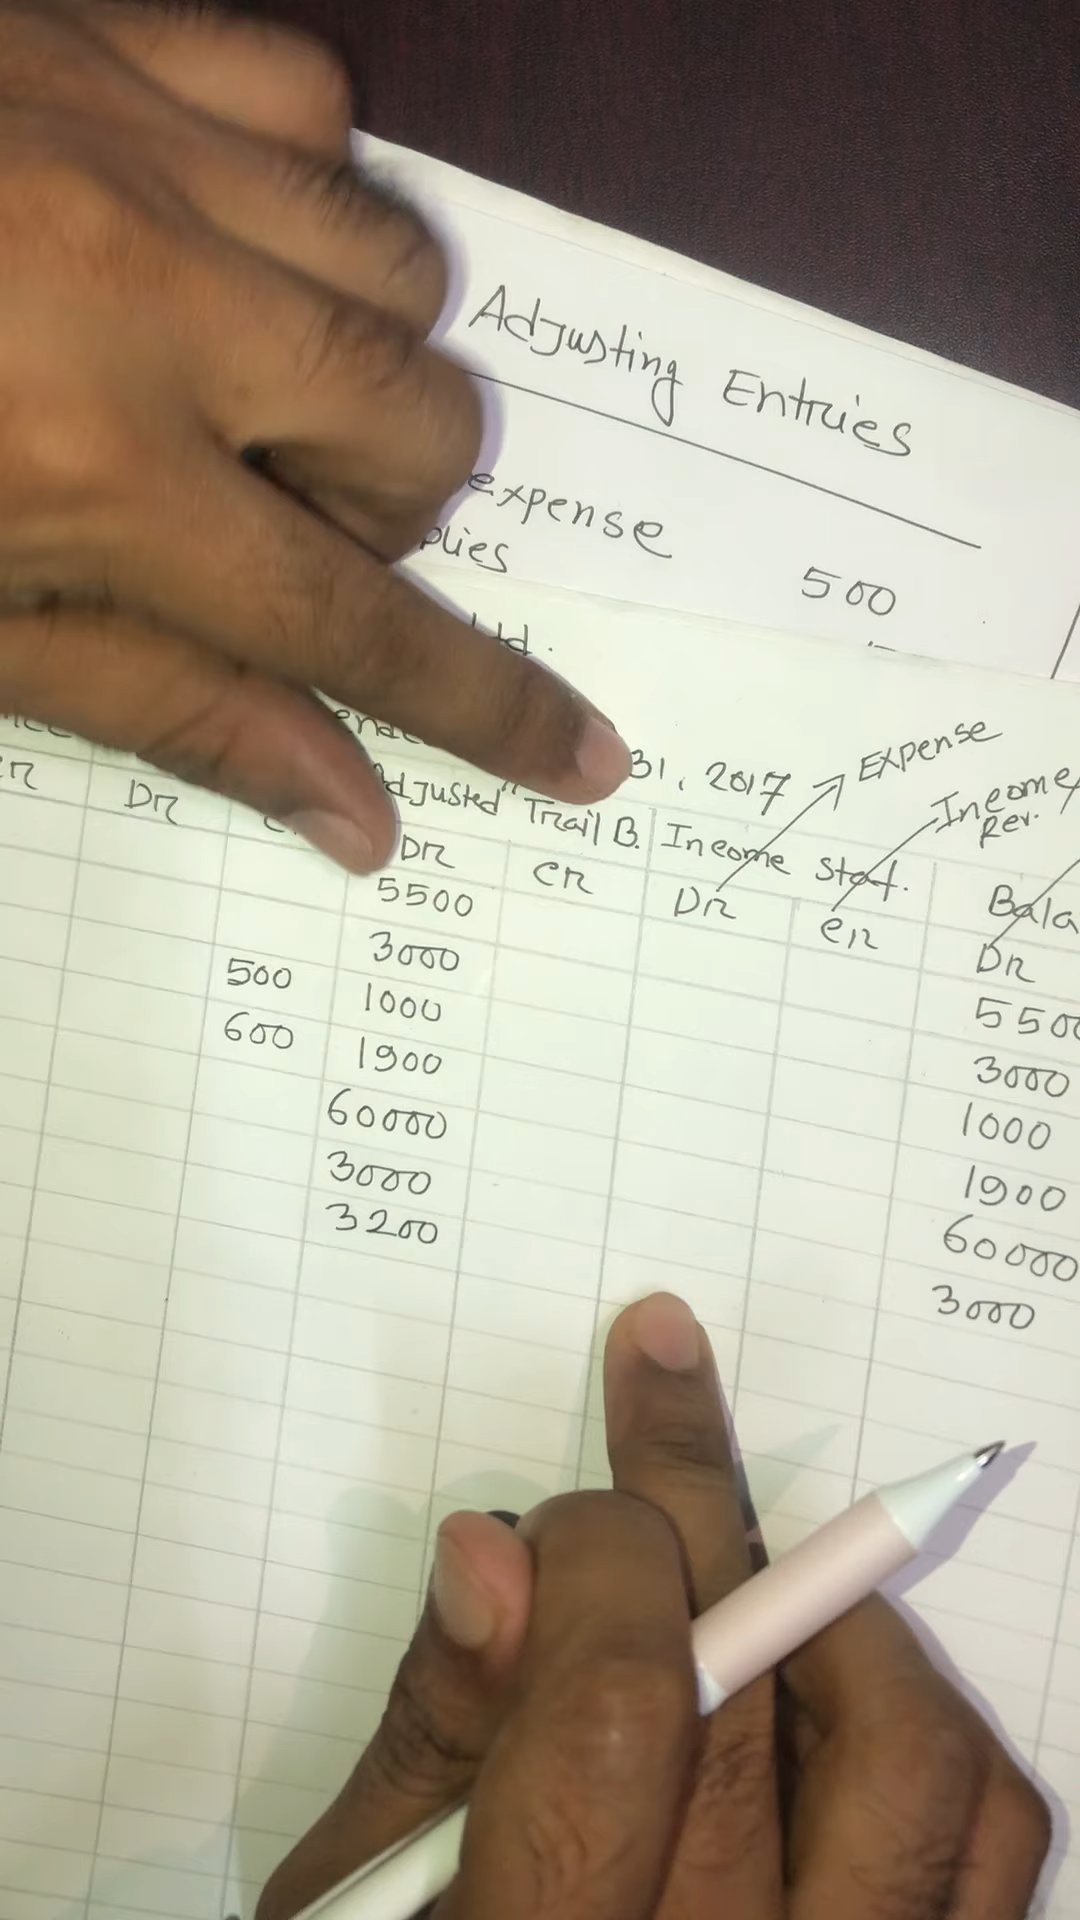 Adjusting Entries
expense
plies
500
Ltd.
31, 2017
Expense
Income
Rev.
Adjusted Trail B. Income Stat. Bala
DR DR CR DR CR DR
5500 5500
3000 3000
500 1000 1000
600 1900 1900
60000 60000
3000 3000
3200